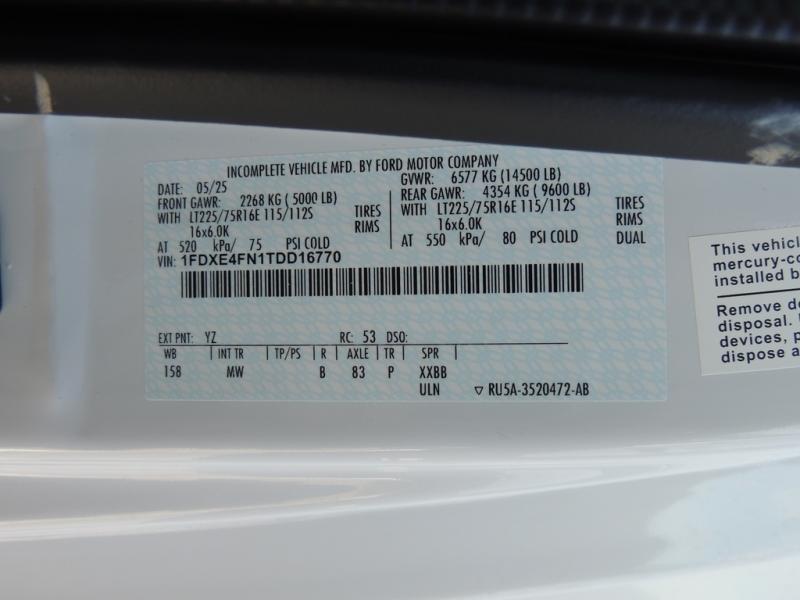 INCOMPLETE VEHICLE MFD. BY FORD MOTOR COMPANY
DATE: 05/25 GVWR: 6577 KG (14500 LB)
FRONT GAWR: 2268 KG ( 5000 LB) REAR GAWR: 4354 KG ( 9600 LB)
WITH LT225/75R16E 115/112S TIRES WITH LT225/75R16E 115/112S TIRES
16x6.0K RIMS 16x6.0K RIMS
AT 520 kPa/ 75 PSI COLD AT 550 kPa/ 80 PSI COLD DUAL
VIN: 1FDXE4FN1TDD16770
EXT PNT: YZ RC: 53 DSO:
WB INT TR TP/PS R AXLE TR SPR
158 MW B 83 P XXBB
ULN ▽ RU5A-3520472-AB
This vehicl
mercury-co
installed b
Remove de
disposal.
devices, p
dispose a